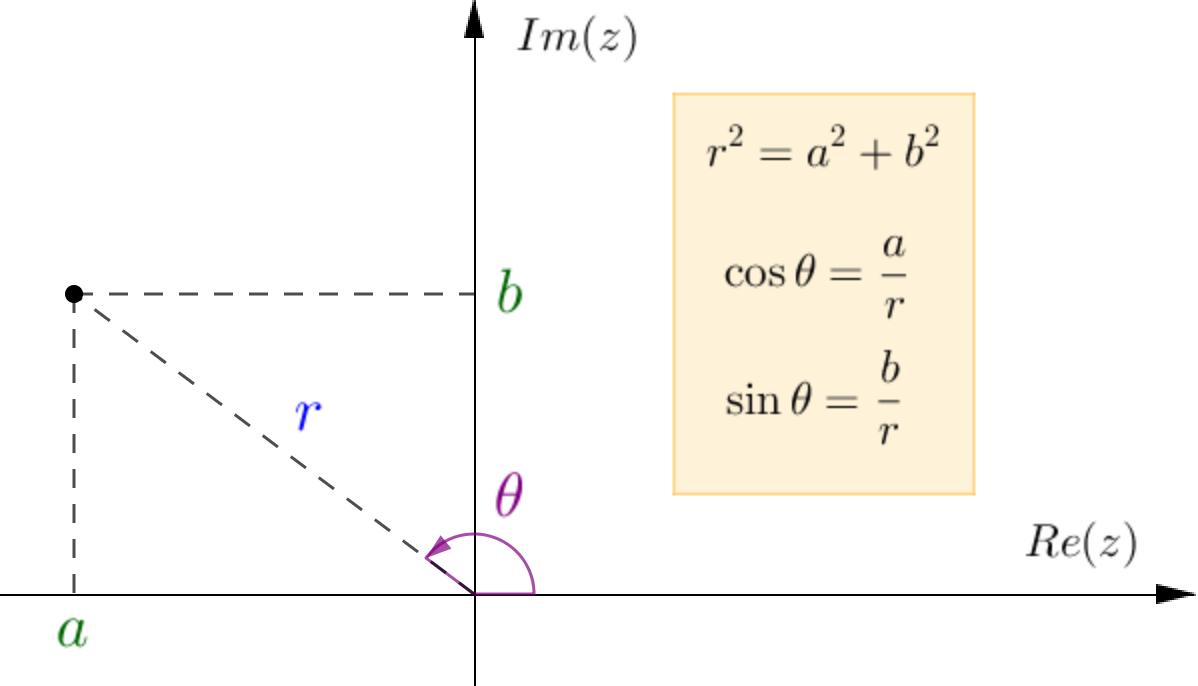 Im(z)
r² = a² + b²
cos θ = a/r
b
sin θ = b/r
r
θ
Re(z)
a